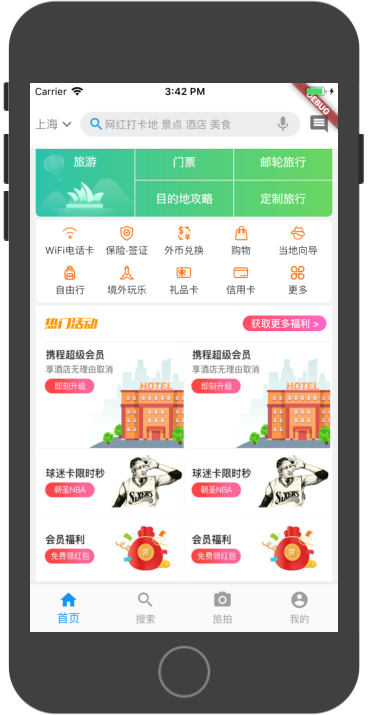 Carrier 3:42 PM
DEBUG
上海 网红打卡地 景点 酒店 美食
旅游 门票 邮轮旅行
目的地攻略 定制旅行
WiFi电话卡 保险·签证 外币兑换 购物 当地向导
自由行 境外玩乐 礼品卡 信用卡 更多
热门活动 获取更多福利 >
携程超级会员 携程超级会员
享酒店无理由取消 享酒店无理由取消
即刻升级 HOTEL 即刻升级 HOTEL
球迷卡限时秒 球迷卡限时秒
朝圣NBA SIXERS 朝圣NBA SIXERS
会员福利 会员福利
免费领红包 免费领红包
首页 搜索 旅拍 我的